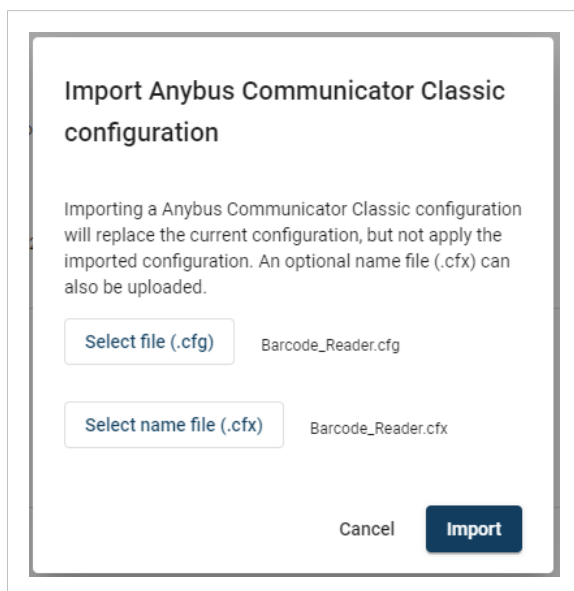 Import Anybus Communicator Classic
configuration
Importing a Anybus Communicator Classic configuration
will replace the current configuration, but not apply the
imported configuration. An optional name file (.cfx) can
also be uploaded.
Select file (.cfg) Barcode_Reader.cfg
Select name file (.cfx) Barcode_Reader.cfx
Cancel Import